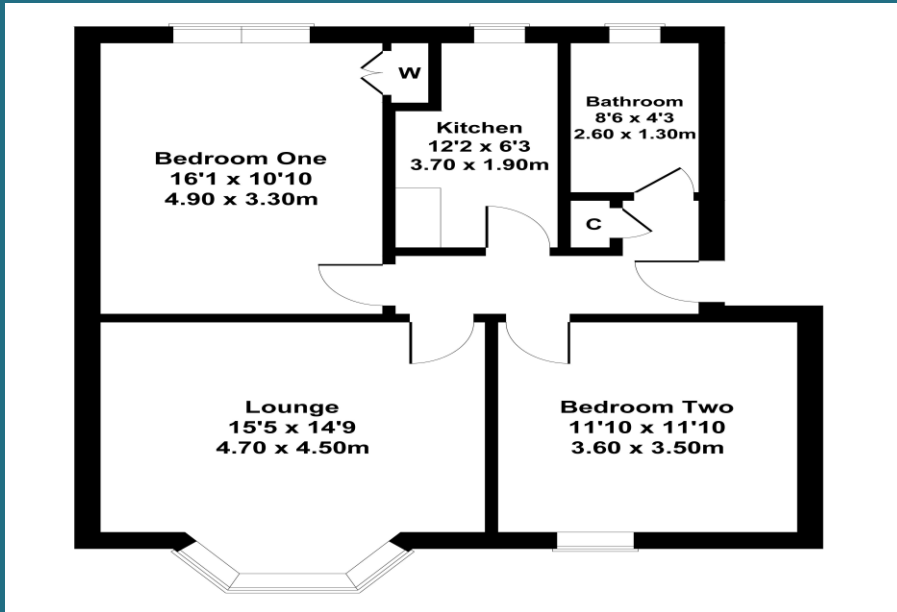 Bedroom One
16'1 x 10'10
4.90 x 3.30m
W
Kitchen
12'2 x 6'3
3.70 x 1.90m
Bathroom
8'6 x 4'3
2.60 x 1.30m
C
Lounge
15'5 x 14'9
4.70 x 4.50m
Bedroom Two
11'10 x 11'10
3.60 x 3.50m